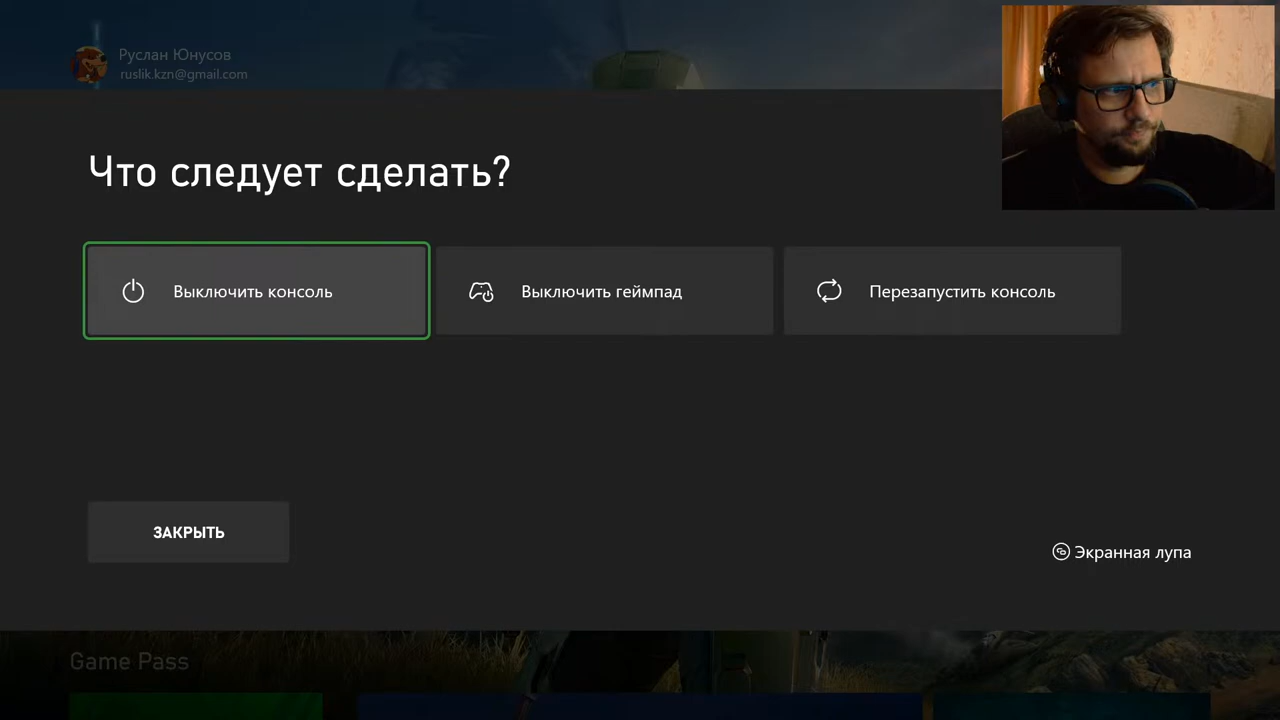 Руслан Юнусов
ruslik.kzn@gmail.com
Что следует сделать?
Выключить консоль
Выключить геймпад
Перезапустить консоль
ЗАКРЫТЬ
Экранная лупа
Game Pass